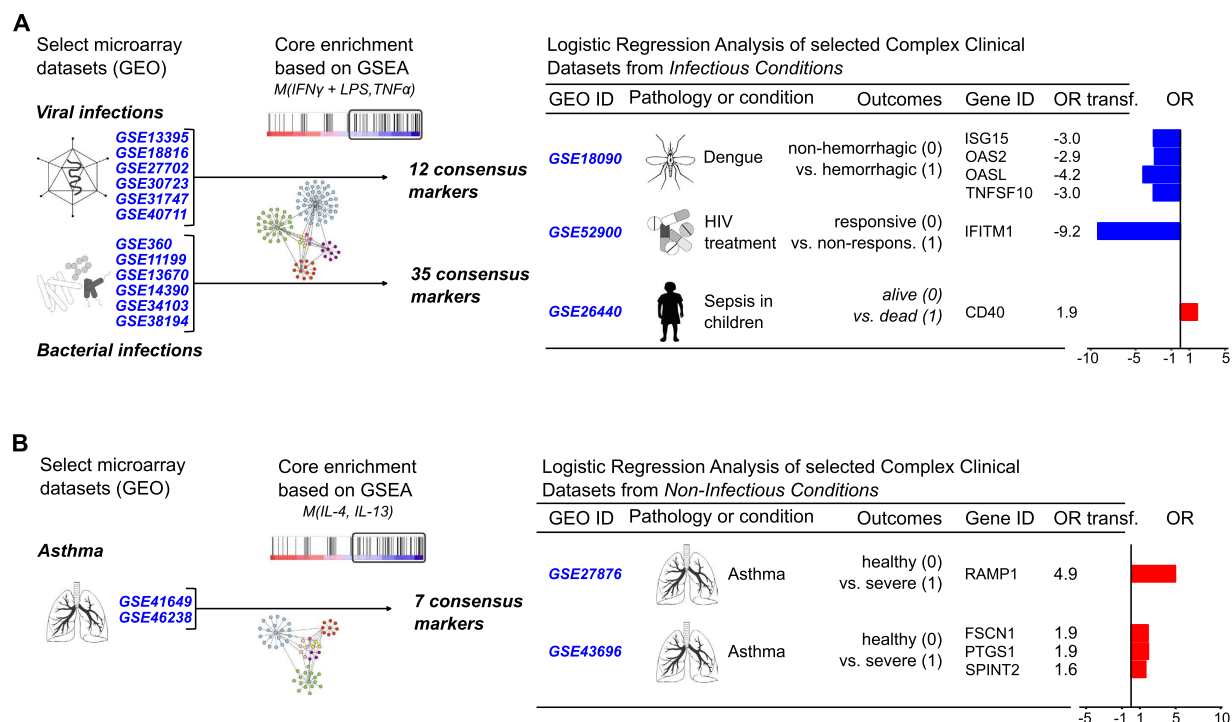 A
Select microarray
datasets (GEO)
Core enrichment
based on GSEA
M(IFNγ + LPS,TNFα)
Viral infections
GSE13395
GSE18816
GSE27702
GSE30723
GSE31747
GSE40711
12 consensus
markers
GSE360
GSE11199
GSE13670
GSE14390
GSE34103
GSE38194
35 consensus
markers
Bacterial infections
Logistic Regression Analysis of selected Complex Clinical
Datasets from Infectious Conditions
GEO ID Pathology or condition Outcomes Gene ID OR transf. OR
GSE18090 Dengue non-hemorrhagic (0)
vs. hemorrhagic (1)
ISG15 -3.0
OAS2 -2.9
OASL -4.2
TNFSF10 -3.0
GSE52900 HIV
treatment
responsive (0)
vs. non-respons. (1)
IFITM1 -9.2
GSE26440 Sepsis in
children
alive (0)
vs. dead (1)
CD40 1.9
-10 -5 -1 1 5
B
Select microarray
datasets (GEO)
Core enrichment
based on GSEA
M(IL-4, IL-13)
Asthma
GSE41649
GSE46238
7 consensus
markers
Logistic Regression Analysis of selected Complex Clinical
Datasets from Non-Infectious Conditions
GEO ID Pathology or condition Outcomes Gene ID OR transf. OR
GSE27876 Asthma healthy (0)
vs. severe (1)
RAMP1 4.9
GSE43696 Asthma healthy (0)
vs. severe (1)
FSCN1 1.9
PTGS1 1.9
SPINT2 1.6
-5 -1 1 5 10